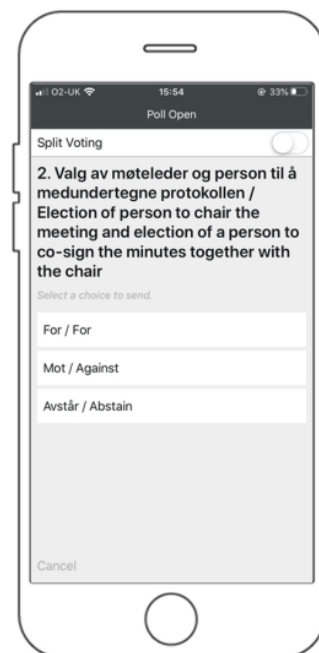 O2-UK 15:54 33%
Poll Open
Split Voting
2. Valg av møteleder og person til å
medundertegne protokollen /
Election of person to chair the
meeting and election of a person to
co-sign the minutes together with
the chair
Select a choice to send.
For / For
Mot / Against
Avstår / Abstain
Cancel